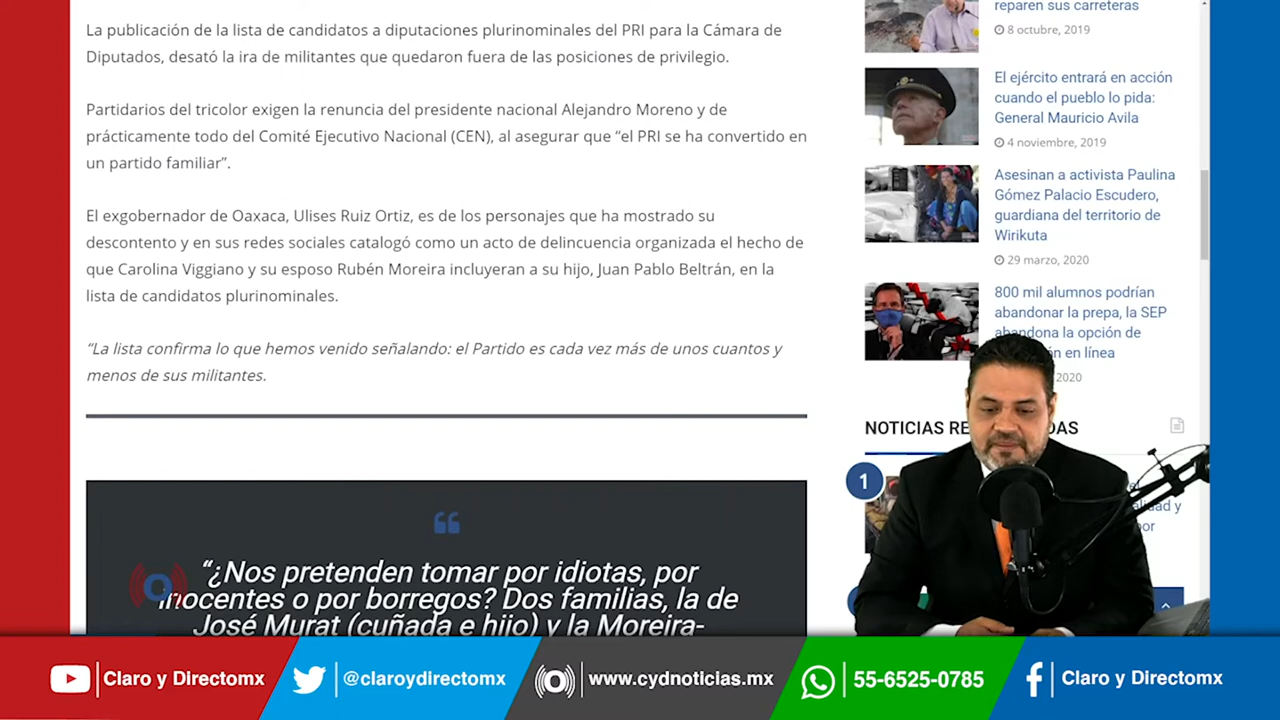 La publicación de la lista de candidatos a diputaciones plurinominales del PRI para la Cámara de
Diputados, desató la ira de militantes que quedaron fuera de las posiciones de privilegio.
Partidarios del tricolor exigen la renuncia del presidente nacional Alejandro Moreno y de
prácticamente todo del Comité Ejecutivo Nacional (CEN), al asegurar que “el PRI se ha convertido en
un partido familiar”.
El exgobernador de Oaxaca, Ulises Ruiz Ortiz, es de los personajes que ha mostrado su
descontento y en sus redes sociales catalogó como un acto de delincuencia organizada el hecho de
que Carolina Viggiano y su esposo Rubén Moreira incluyeran a su hijo, Juan Pablo Beltrán, en la
lista de candidatos plurinominales.
“La lista confirma lo que hemos venido señalando: el Partido es cada vez más de unos cuantos y
menos de sus militantes.
“¿Nos pretenden tomar por idiotas, por
inocentes o por borregos? Dos familias, la de
José Murat (cuñada e hijo) y la Moreira-
reparen sus carreteras
8 octubre, 2019
El ejército entrará en acción
cuando el pueblo lo pida:
General Mauricio Avila
4 noviembre, 2019
Asesinan a activista Paulina
Gómez Palacio Escudero,
guardiana del territorio de
Wirikuta
29 marzo, 2020
800 mil alumnos podrían
abandonar la prepa, la SEP
abandona la opción de
en línea
2020
NOTICIAS
1
y
Claro y Directomx
@claroydirectomx
www.cydnoticias.mx
55-6525-0785
Claro y Directomx